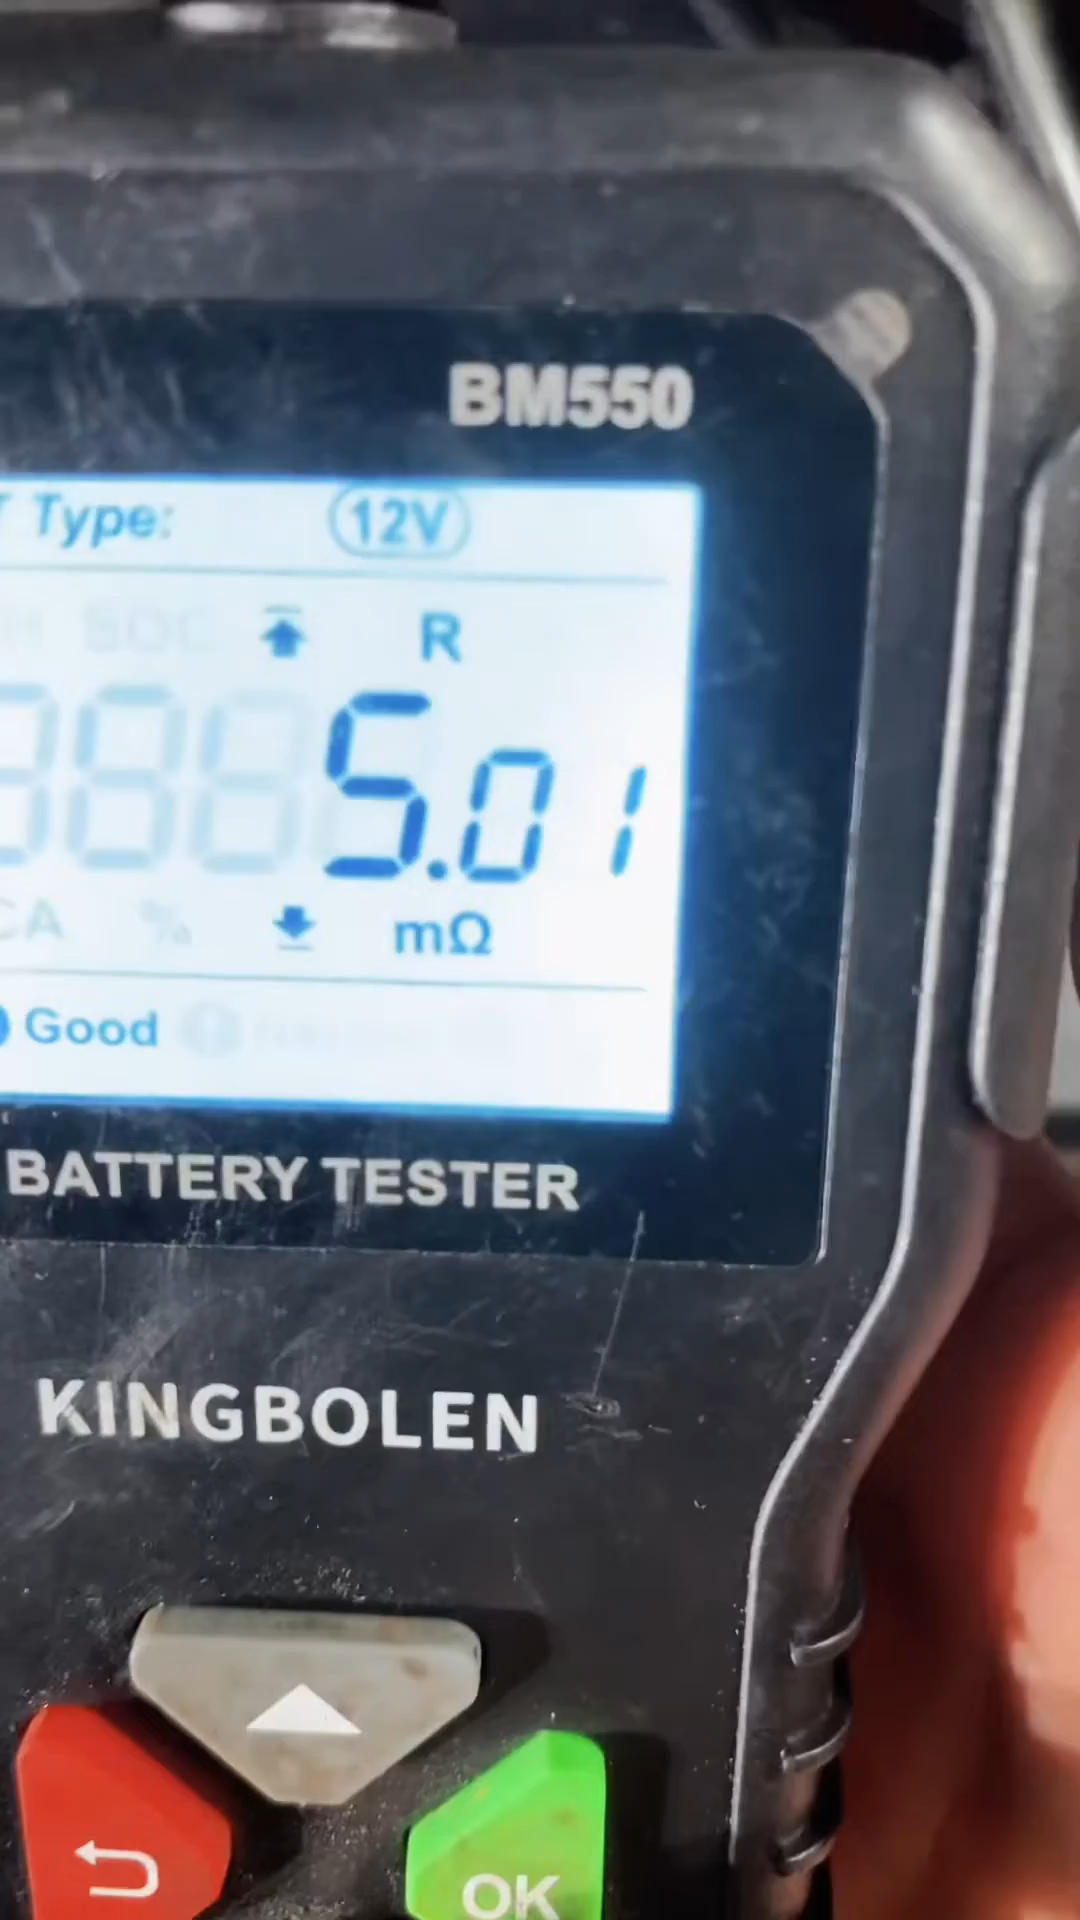 BM550
Type:
12V
SOC
R
5.01
CA
%
mΩ
Good
BATTERY TESTER
KINGBOLEN
OK